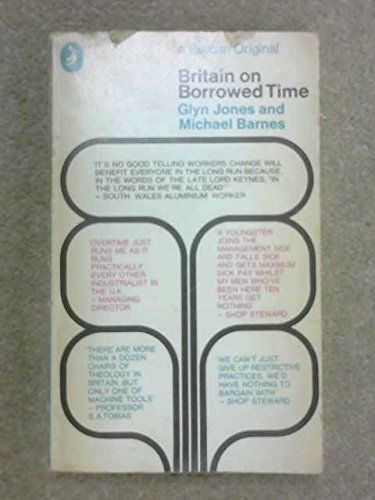 a Pelican Original
Britain on
Borrowed Time
Glyn Jones and
Michael Barnes
'IT'S NO GOOD TELLING WORKERS CHANGE WILL
BENEFIT EVERYONE IN THE LONG RUN BECAUSE,
IN THE WORDS OF THE LATE LORD KEYNES, "IN
THE LONG RUN WE'RE ALL DEAD"'
– SOUTH WALES ALUMINIUM WORKER
'OVERTIME JUST
RUNS ME AS IT
RUNS
PRACTICALLY
EVERY OTHER
INDUSTRIALIST IN
THE U.K.'
– MANAGING
DIRECTOR
'A YOUNGSTER
JOINS THE
MANAGEMENT SIDE
AND FALLS SICK
AND GETS MAXIMUM
SICK PAY WHILST
MY MEN WHO'VE
BEEN HERE TEN
YEARS GET
NOTHING'
– SHOP STEWARD
'THERE ARE MORE
THAN A DOZEN
CHAIRS OF
THEOLOGY IN
BRITAIN, BUT
ONLY ONE OF
MACHINE TOOLS'
– PROFESSOR
S.A.TOBIAS
'WE CAN'T JUST
GIVE UP RESTRICTIVE
PRACTICES. WE'D
HAVE NOTHING TO
BARGAIN WITH'
– SHOP STEWARD